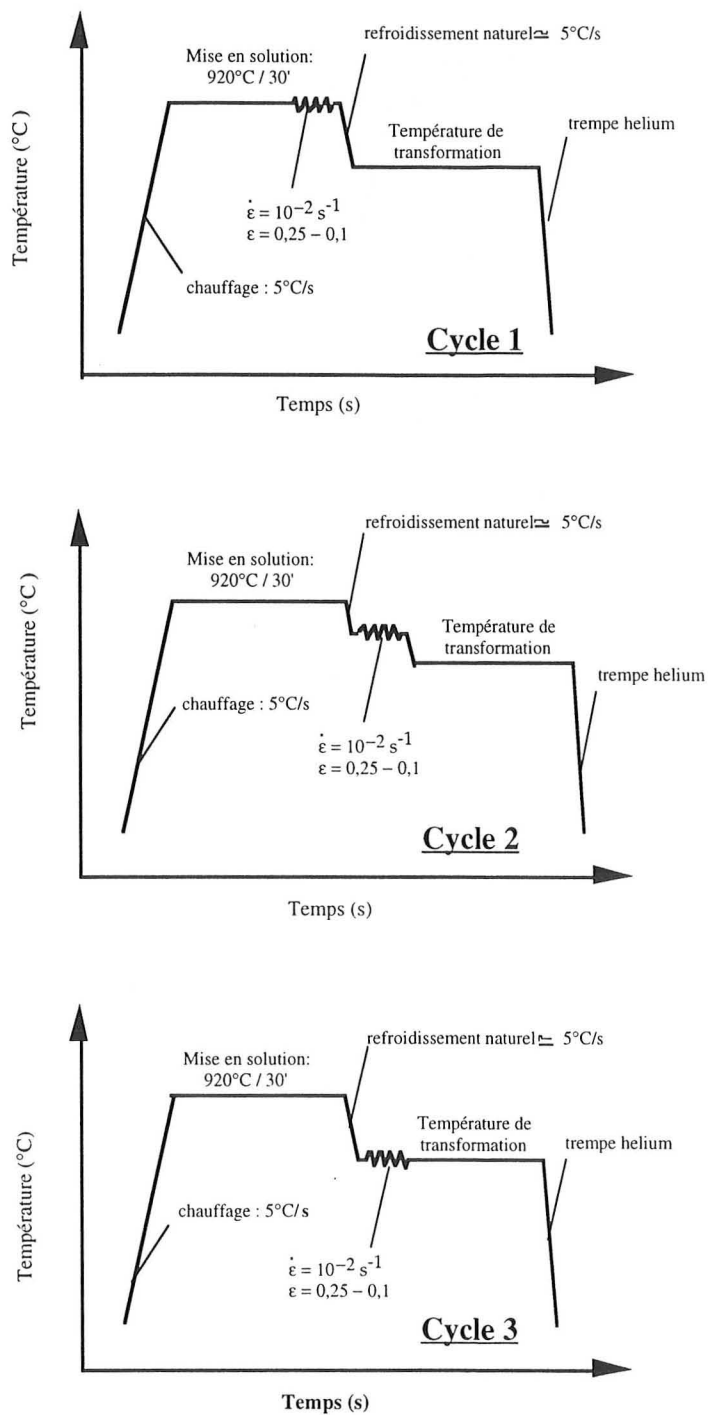 refroidissement naturel ≃ 5°C/s
Mise en solution:
920°C / 30'
Température de
transformation
trempe helium
ε̇ = 10⁻² s⁻¹
ε = 0,25 – 0,1
chauffage : 5°C/s
Température (°C)
Cycle 1
Temps (s)
refroidissement naturel ≃ 5°C/s
Mise en solution:
920°C / 30'
Température de
transformation
trempe helium
chauffage : 5°C/s
ε̇ = 10⁻² s⁻¹
ε = 0,25 – 0,1
Température (°C )
Cycle 2
Temps (s)
refroidissement naturel ≃ 5°C/s
Mise en solution:
920°C / 30'
Température de
transformation
trempe helium
chauffage : 5°C/s
ε̇ = 10⁻² s⁻¹
ε = 0,25 – 0,1
Température (°C)
Cycle 3
Temps (s)